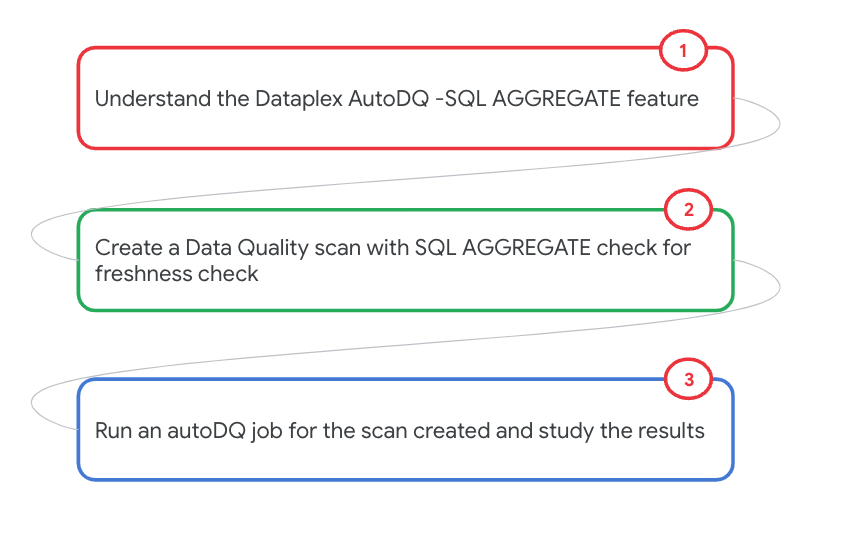 1
Understand the Dataplex AutoDQ -SQL AGGREGATE feature
2
Create a Data Quality scan with SQL AGGREGATE check for
freshness check
3
Run an autoDQ job for the scan created and study the results